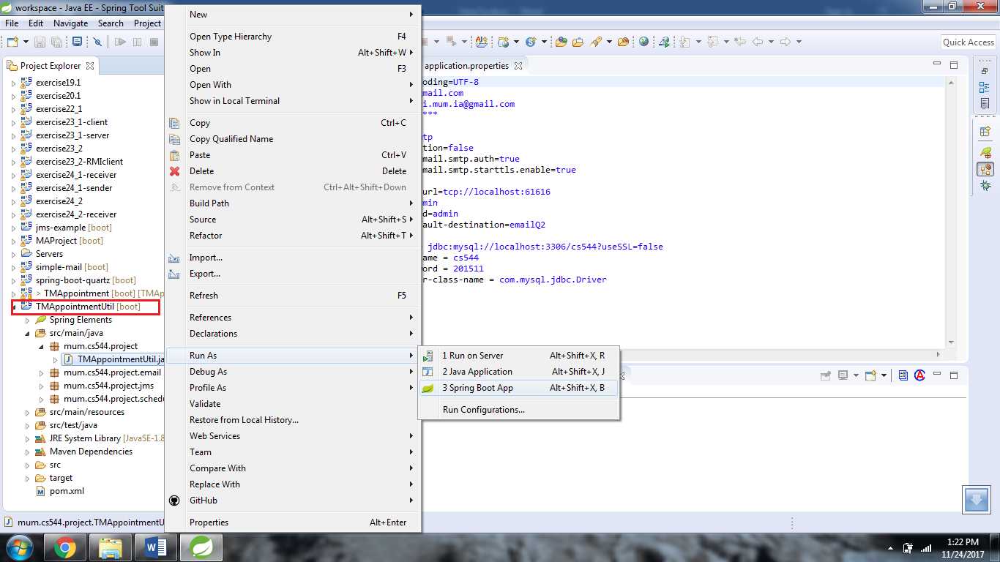 workspace - Java EE - Spring Tool Suit
File Edit Navigate Search Project
Quick Access
Project Explorer
exercise19.1
exercise20.1
exercise22_1
exercise23_1-client
exercise23_1-server
exercise23_2
exercise23_2-RMIclient
exercise24_1-receiver
exercise24_1-sender
exercise24_2
exercise24_2-receiver
jms-example [boot]
MAProject [boot]
Servers
simple-mail [boot]
spring-boot-quartz [boot]
> TMAppointment [boot] [TMAp
TMAppointmentUtil [boot]
Spring Elements
src/main/java
mum.cs544.project
TMAppointmentUtil.ja
mum.cs544.project.email
mum.cs544.project.jms
mum.cs544.project.schedu
src/main/resources
src/test/java
JRE System Library [JavaSE-1.8
Maven Dependencies
src
target
pom.xml
mum.cs544.project.TMAppointmentU
New
Open Type Hierarchy F4
Show In Alt+Shift+W
Open F3
Open With
Show in Local Terminal
Copy Ctrl+C
Copy Qualified Name
Paste Ctrl+V
Delete Delete
Remove from Context Ctrl+Alt+Shift+Down
Build Path
Source Alt+Shift+S
Refactor Alt+Shift+T
Import...
Export...
Refresh F5
References
Declarations
Run As
Debug As
Profile As
Validate
Restore from Local History...
Web Services
Team
Compare With
Replace With
GitHub
Properties Alt+Enter
1 Run on Server Alt+Shift+X, R
2 Java Application Alt+Shift+X, J
3 Spring Boot App Alt+Shift+X, B
Run Configurations...
application.properties
oding=UTF-8
mail.com
i.mum.ia@gmail.com
***
tp
tion=false
mail.smtp.auth=true
mail.smtp.starttls.enable=true
url=tcp://localhost:61616
min
d=admin
fault-destination=emailQ2
= jdbc:mysql://localhost:3306/cs544?useSSL=false
name = cs544
ord = 201511
r-class-name = com.mysql.jdbc.Driver
1:22 PM
11/24/2017